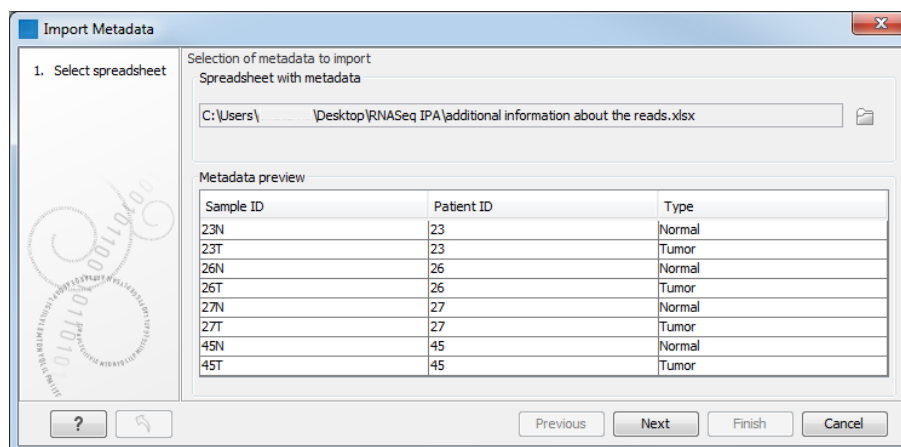 Import Metadata
1. Select spreadsheet
Selection of metadata to import
Spreadsheet with metadata
C:\Users\ \Desktop\RNASeq IPA\additional information about the reads.xlsx
Metadata preview
Sample ID Patient ID Type
23N 23 Normal
23T 23 Tumor
26N 26 Normal
26T 26 Tumor
27N 27 Normal
27T 27 Tumor
45N 45 Normal
45T 45 Tumor
? Previous Next Finish Cancel